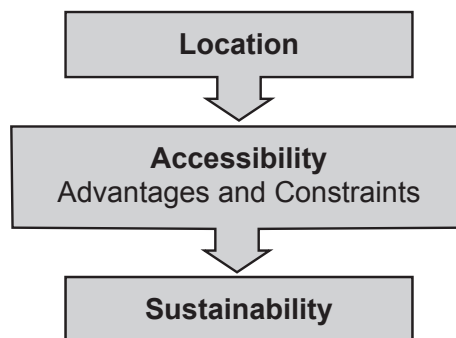 Location
Accessibility
Advantages and Constraints
Sustainability